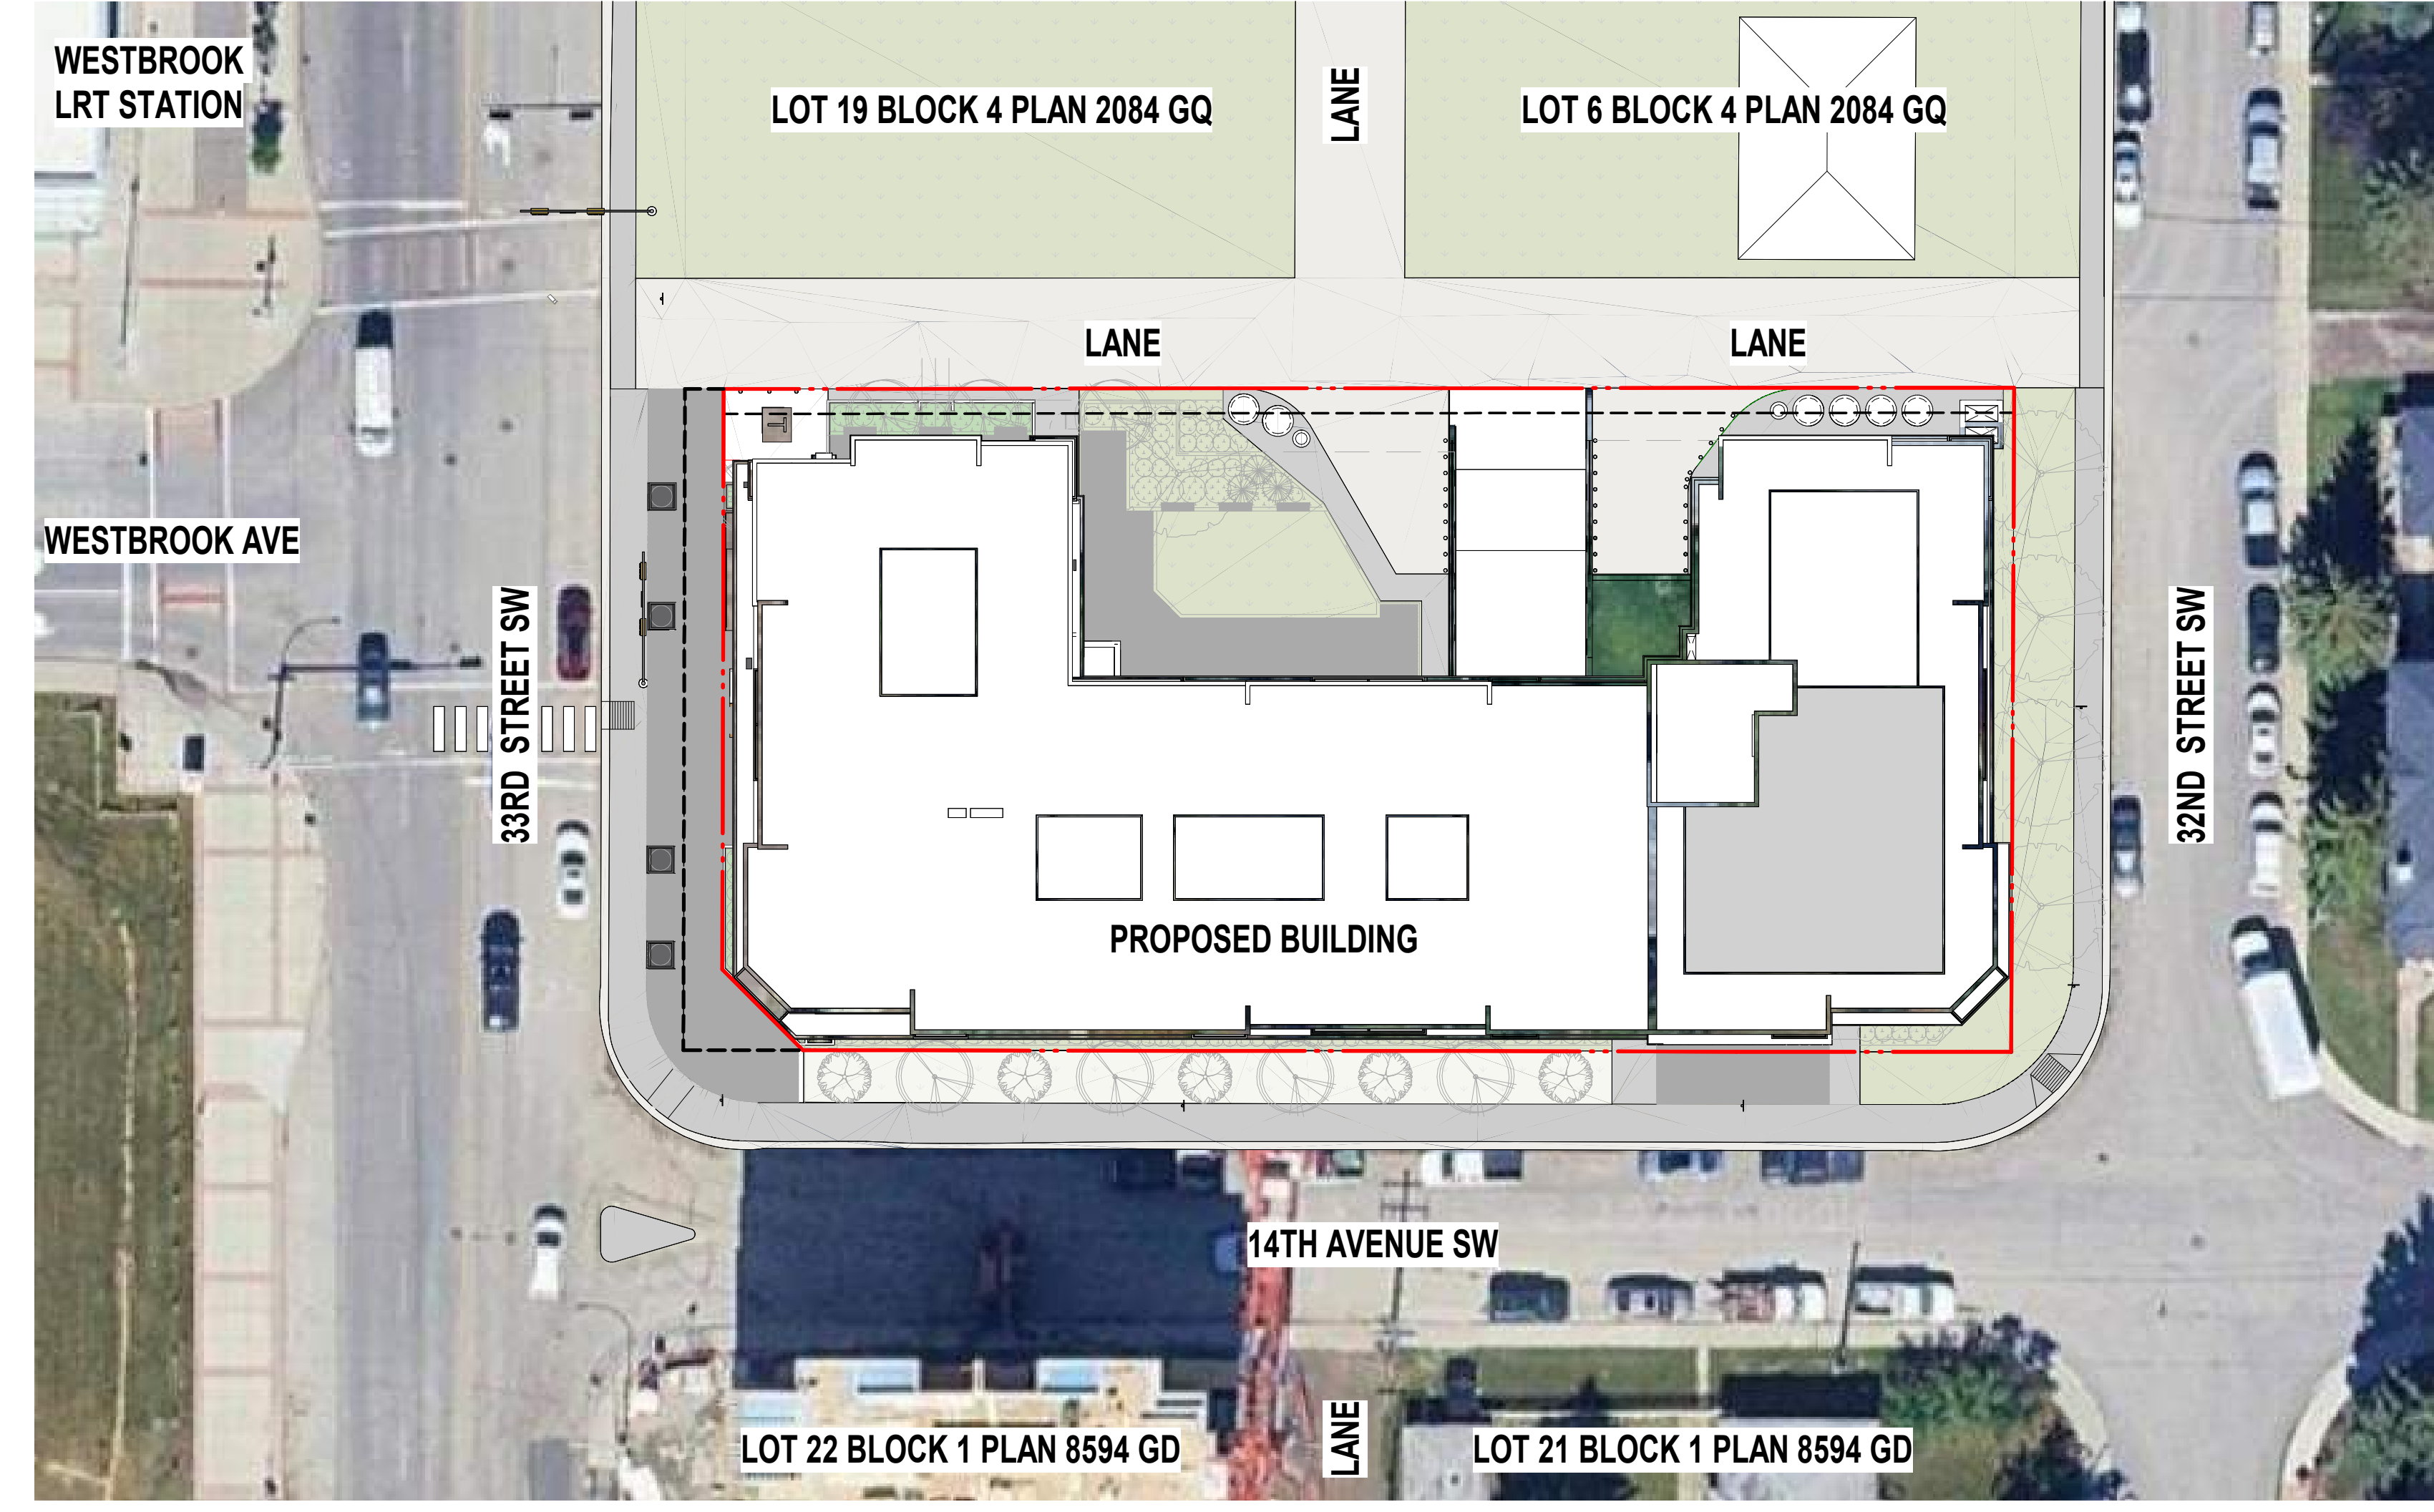 WESTBROOK
LRT STATION
LOT 19 BLOCK 4 PLAN 2084 GQ
LANE
LOT 6 BLOCK 4 PLAN 2084 GQ
LANE
LANE
WESTBROOK AVE
33RD STREET SW
32ND STREET SW
PROPOSED BUILDING
14TH AVENUE SW
LOT 22 BLOCK 1 PLAN 8594 GD
LANE
LOT 21 BLOCK 1 PLAN 8594 GD